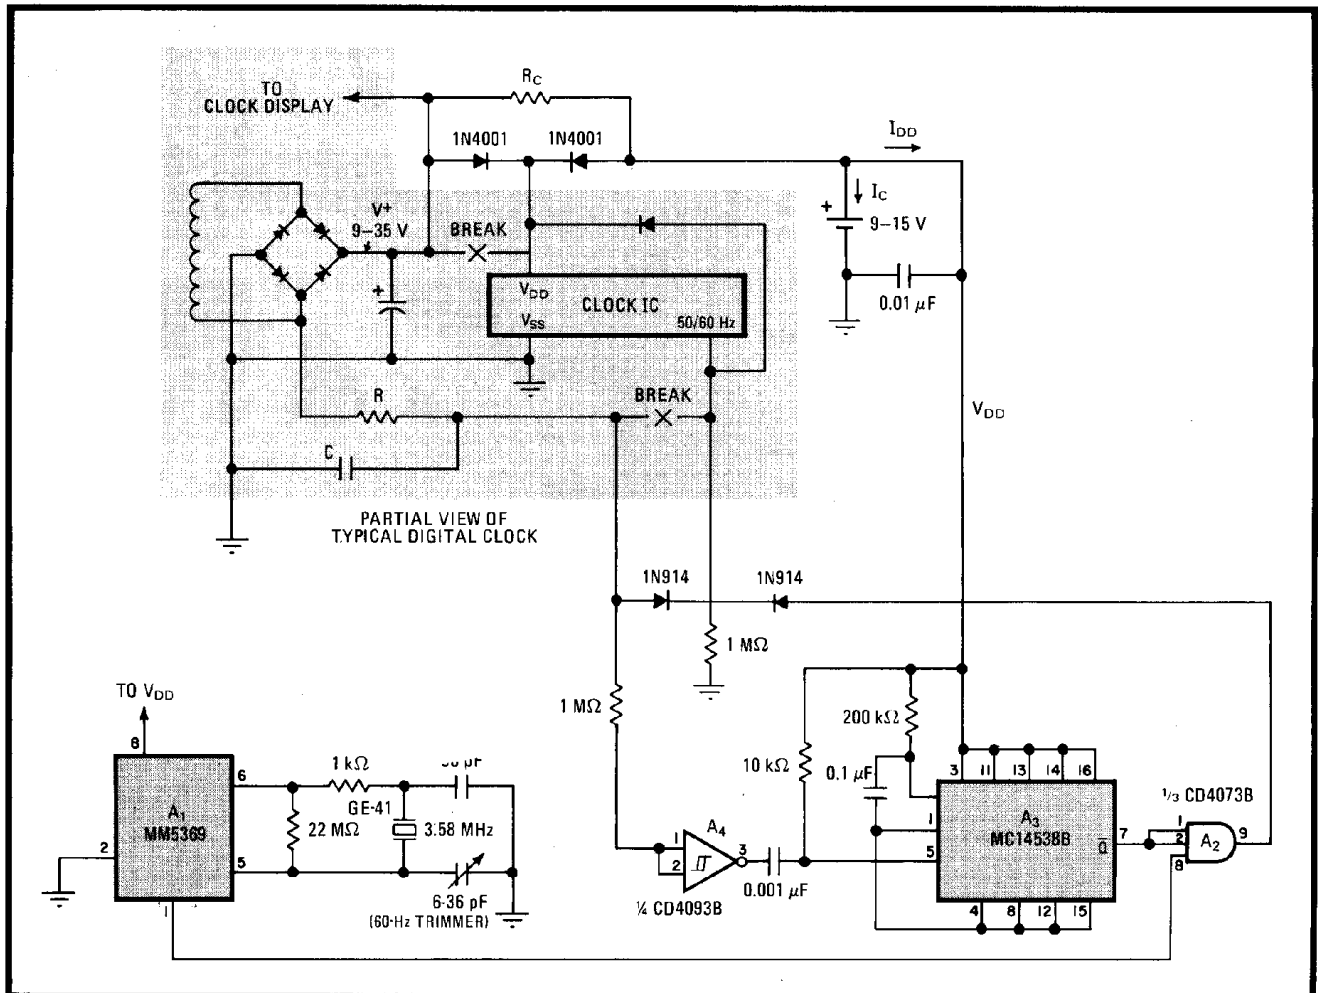 TO
CLOCK DISPLAY
R_C
1N4001
1N4001
I_DD
V+
9–35 V
BREAK
I_C
+
9–15 V
0.01 µF
+
V_DD
CLOCK IC
V_SS
50/60 Hz
R
BREAK
V_DD
C
PARTIAL VIEW OF
TYPICAL DIGITAL CLOCK
1N914
1N914
1 MΩ
1 MΩ
TO V_DD
8
200 kΩ
10 kΩ
0.1 µF
3
11
13
14
16
1 kΩ
pF
6
GE-41
A₁
MM5369
22 MΩ
3.58 MHz
2
5
6-36 pF
(60-Hz TRIMMER)
1
A₄
1
2
3
0.001 µF
¼ CD4093B
1
5
A₃
MC14538B
Q̅
7
4
8
12
15
⅓ CD4073B
1
2
8
A₂
9